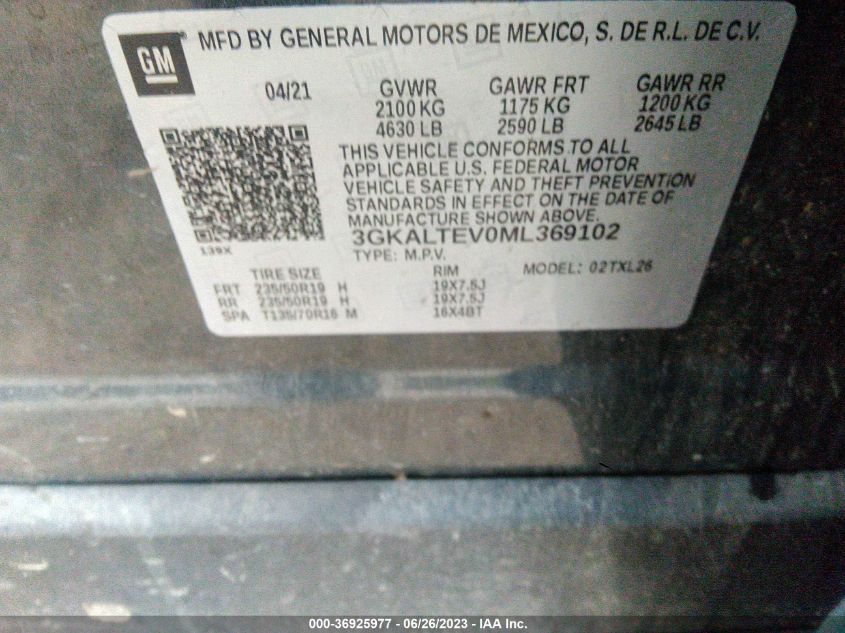 GM MFD BY GENERAL MOTORS DE MEXICO, S. DE R.L. DE C.V.
04/21 GVWR GAWR FRT GAWR RR
2100 KG 1175 KG 1200 KG
4630 LB 2590 LB 2645 LB
THIS VEHICLE CONFORMS TO ALL
APPLICABLE U.S. FEDERAL MOTOR
VEHICLE SAFETY AND THEFT PREVENTION
STANDARDS IN EFFECT ON THE DATE OF
MANUFACTURE SHOWN ABOVE.
3GKALTEV0ML369102
139X
TYPE: M.P.V. MODEL: 02TXL26
TIRE SIZE RIM
FRT 235/50R19 H 19X7.5J
RR 235/50R19 H 19X7.5J
SPA T135/70R16 M 16X4BT
000-36925977 - 06/26/2023 - IAA Inc.